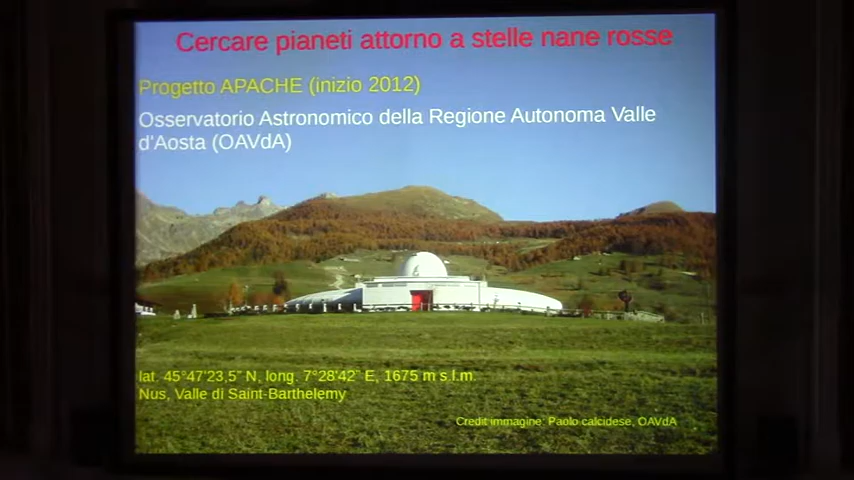 Cercare pianeti attorno a stelle nane rosse
Progetto APACHE (inizio 2012)
Osservatorio Astronomico della Regione Autonoma Valle
d'Aosta (OAVdA)
lat. 45°47'23,5" N, long. 7°28'42" E, 1675 m s.l.m.
Nus, Valle di Saint-Barthelemy
Credit immagine: Paolo calcidese, OAVdA